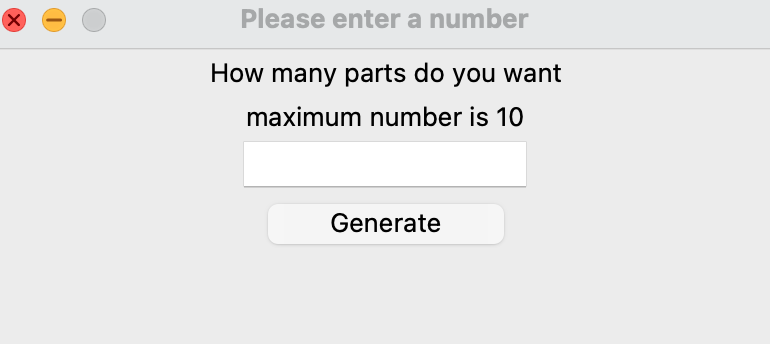 Please enter a number
How many parts do you want
maximum number is 10
Generate